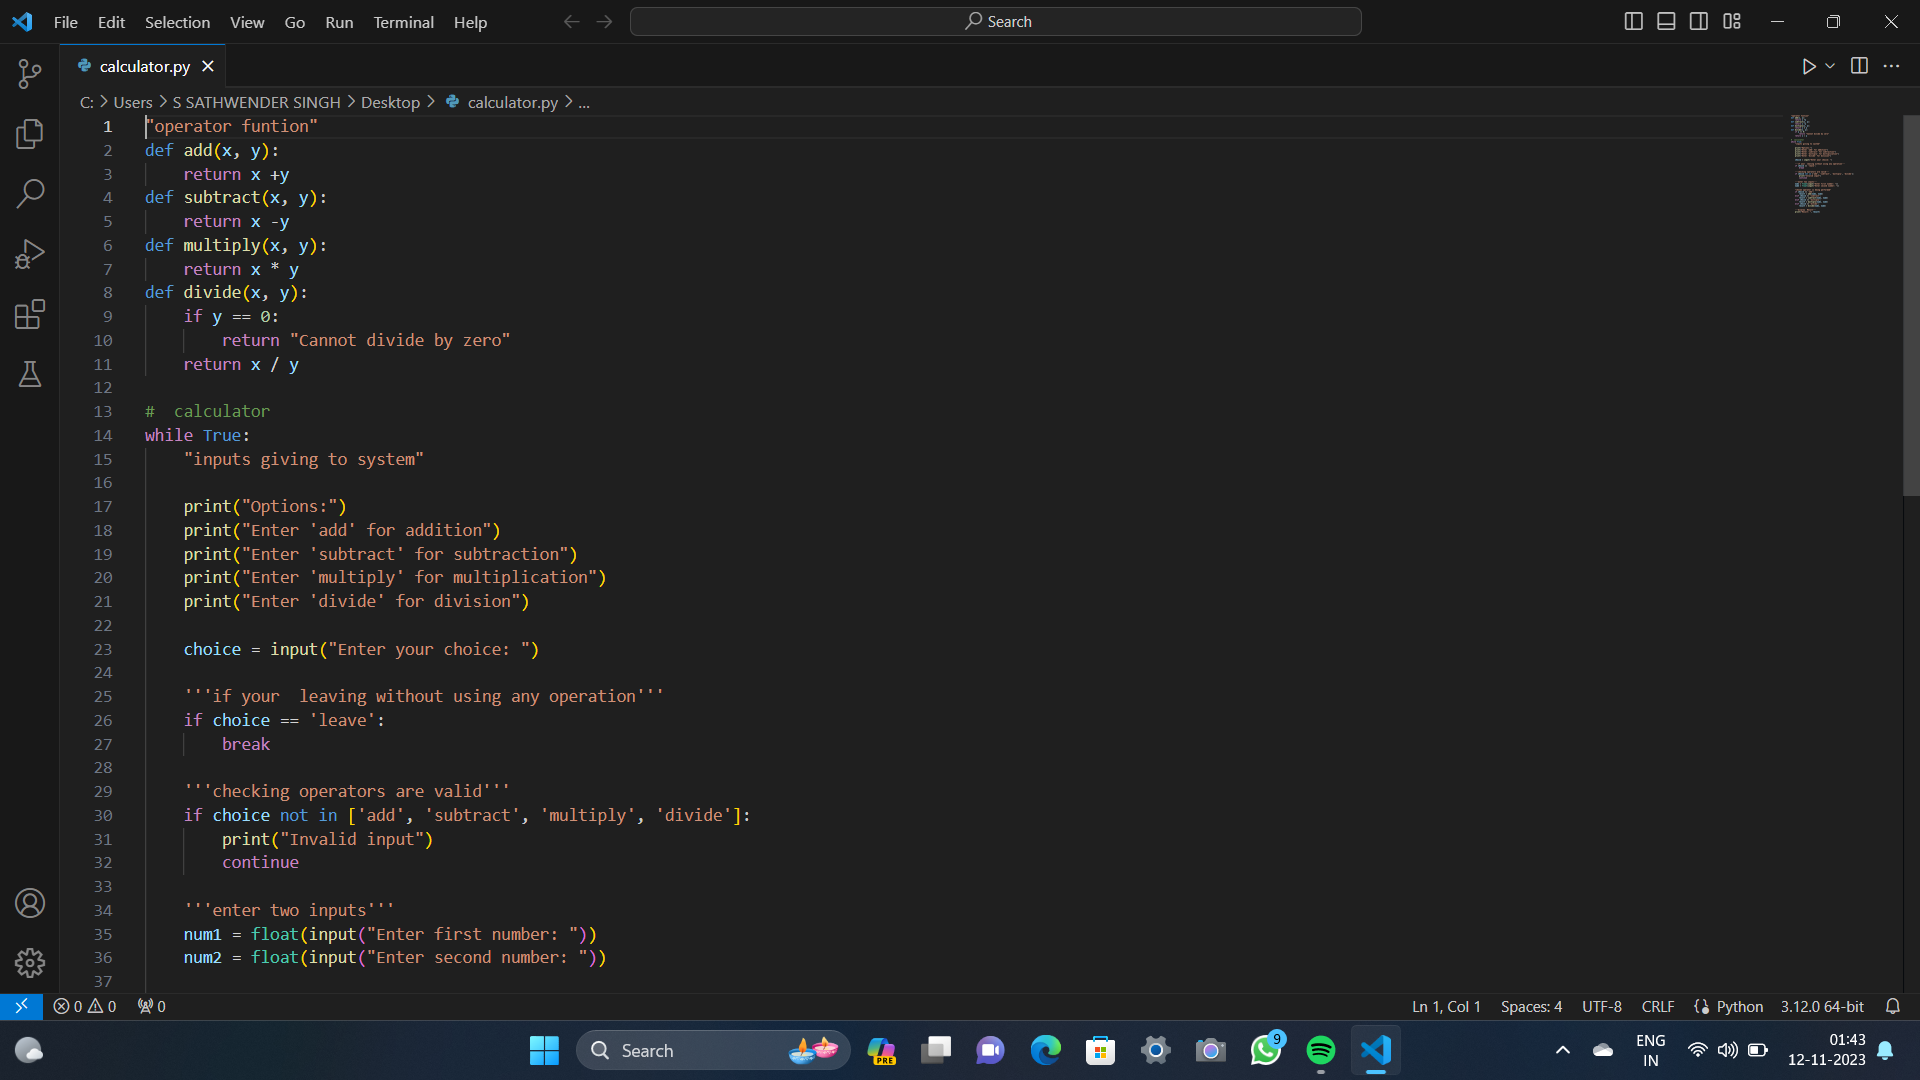 File Edit Selection View Go Run Terminal Help Search
calculator.py
C: > Users > S SATHWENDER SINGH > Desktop > calculator.py > ...
1 "operator funtion"
2 def add(x, y):
3     return x +y
4 def subtract(x, y):
5     return x -y
6 def multiply(x, y):
7     return x * y
8 def divide(x, y):
9     if y == 0:
10         return "Cannot divide by zero"
11     return x / y
12
13 #  calculator
14 while True:
15     "inputs giving to system"
16
17     print("Options:")
18     print("Enter 'add' for addition")
19     print("Enter 'subtract' for subtraction")
20     print("Enter 'multiply' for multiplication")
21     print("Enter 'divide' for division")
22
23     choice = input("Enter your choice: ")
24
25     '''if your  leaving without using any operation'''
26     if choice == 'leave':
27         break
28
29     '''checking operators are valid'''
30     if choice not in ['add', 'subtract', 'multiply', 'divide']:
31         print("Invalid input")
32         continue
33
34     '''enter two inputs'''
35     num1 = float(input("Enter first number: "))
36     num2 = float(input("Enter second number: "))
37
0 0 0 Ln 1, Col 1 Spaces: 4 UTF-8 CRLF Python 3.12.0 64-bit
Search PRE 9 ENG 01:43
IN 12-11-2023